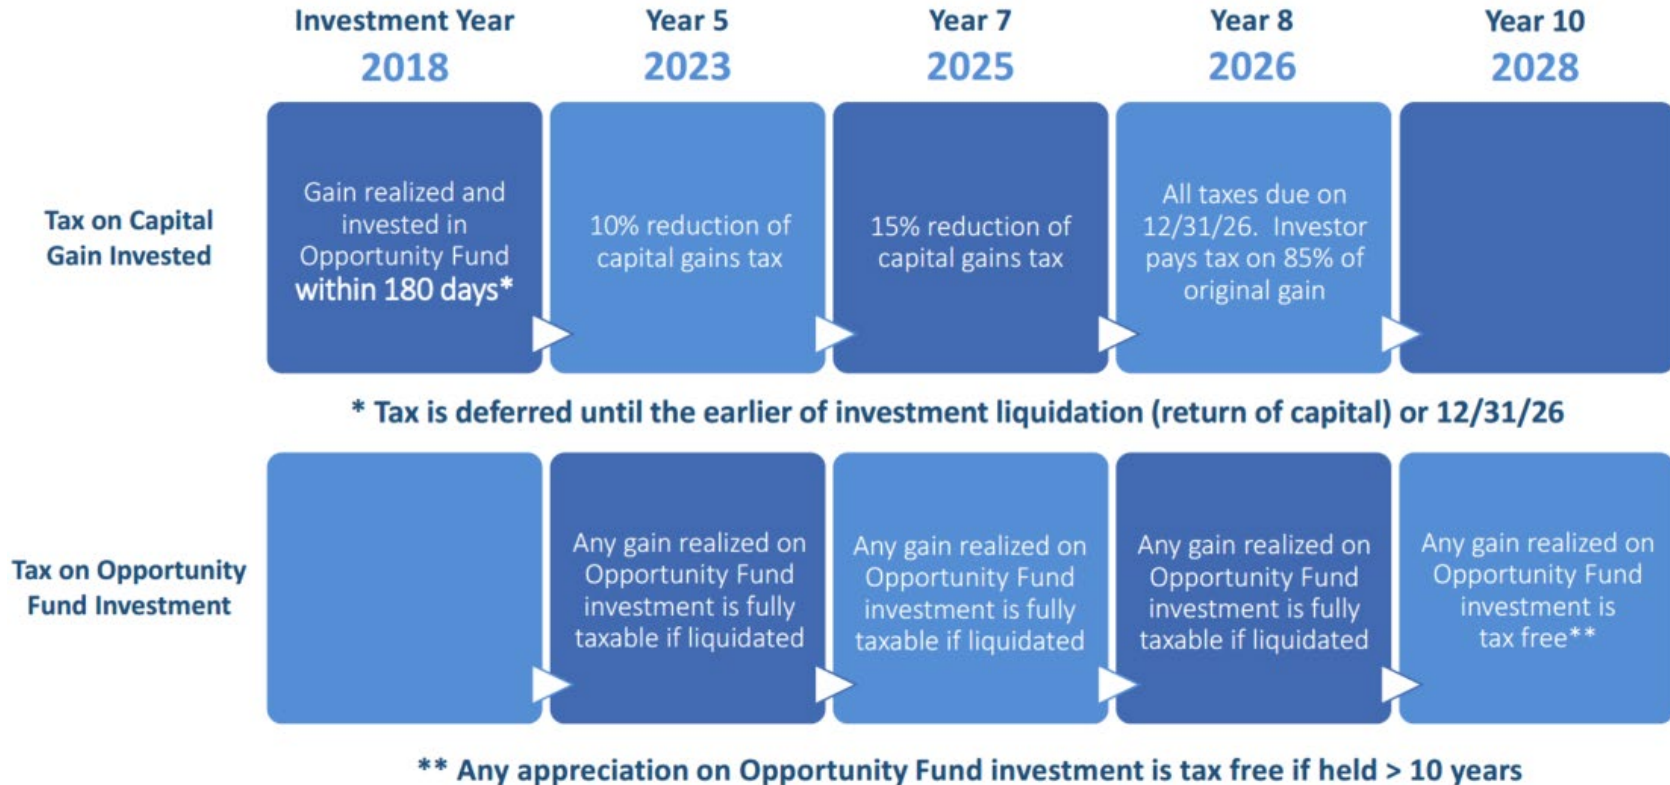 Investment Year
2018
Year 5
2023
Year 7
2025
Year 8
2026
Year 10
2028
Tax on Capital
Gain Invested
Gain realized and
invested in
Opportunity Fund
within 180 days*
10% reduction of
capital gains tax
15% reduction of
capital gains tax
All taxes due on
12/31/26. Investor
pays tax on 85% of
original gain
* Tax is deferred until the earlier of investment liquidation (return of capital) or 12/31/26
Tax on Opportunity
Fund Investment
Any gain realized on
Opportunity Fund
investment is fully
taxable if liquidated
Any gain realized on
Opportunity Fund
investment is fully
taxable if liquidated
Any gain realized on
Opportunity Fund
investment is fully
taxable if liquidated
Any gain realized on
Opportunity Fund
investment is
tax free**
** Any appreciation on Opportunity Fund investment is tax free if held > 10 years